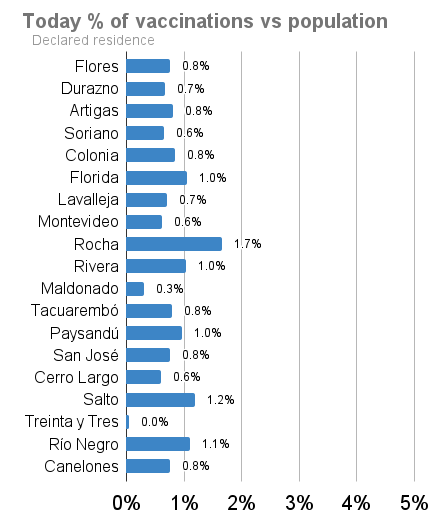 Today % of vaccinations vs population
Declared residence
Flores 0.8%
Durazno 0.7%
Artigas 0.8%
Soriano 0.6%
Colonia 0.8%
Florida 1.0%
Lavalleja 0.7%
Montevideo 0.6%
Rocha 1.7%
Rivera 1.0%
Maldonado 0.3%
Tacuarembó 0.8%
Paysandú 1.0%
San José 0.8%
Cerro Largo 0.6%
Salto 1.2%
Treinta y Tres 0.0%
Río Negro 1.1%
Canelones 0.8%
0% 1% 2% 3% 4% 5%